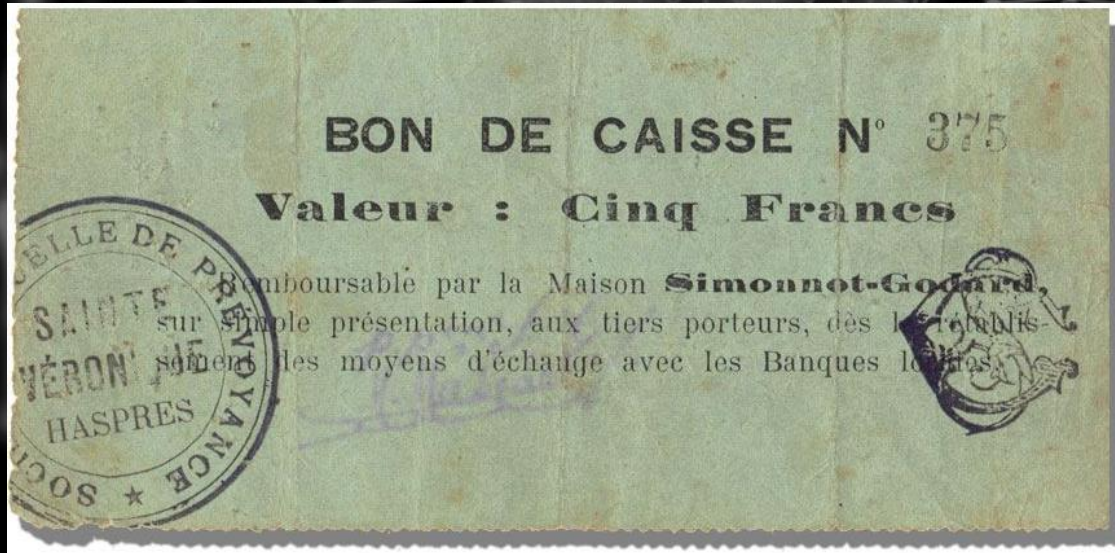 BON DE CAISSE N° 375
Valeur : Cinq Francs
Remboursable par la Maison Simonnot-Godard,
sur simple présentation, aux tiers porteurs, dès le rétablis-
sement des moyens d'échange avec les Banques locales.
SOCIÉTÉ MUTUELLE DE PRÉVOYANCE ★
SAINTE
VÉRONIQUE
HASPRES